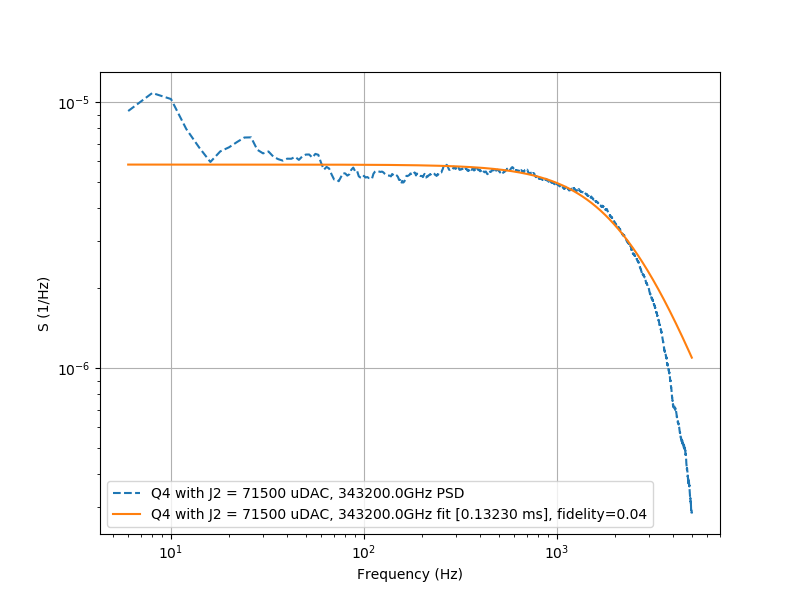 10⁻⁵
10⁻⁶
S (1/Hz)
Q4 with J2 = 71500 uDAC, 343200.0GHz PSD
Q4 with J2 = 71500 uDAC, 343200.0GHz fit [0.13230 ms], fidelity=0.04
10¹ 10² 10³
Frequency (Hz)